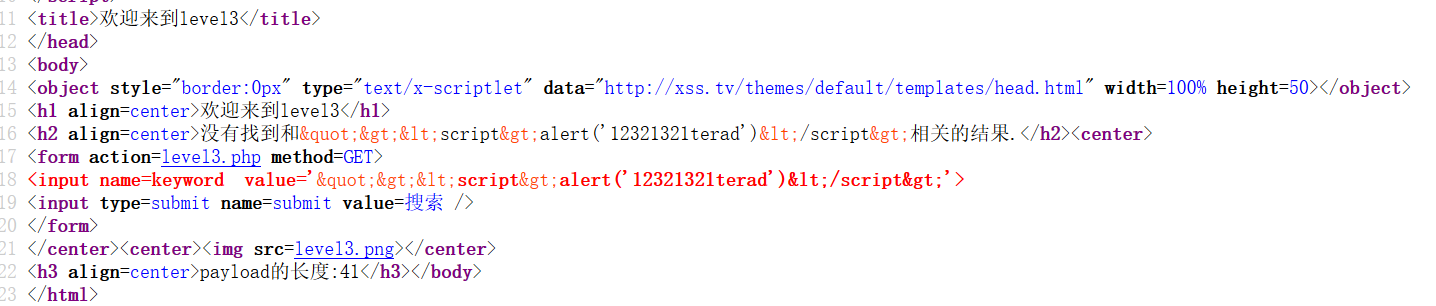 10 </script>
11 <title>欢迎来到level3</title>
12 </head>
13 <body>
14 <object style="border:0px" type="text/x-scriptlet" data="http://xss.tv/themes/default/templates/head.html" width=100% height=50></object>
15 <h1 align=center>欢迎来到level3</h1>
16 <h2 align=center>没有找到和&quot;&gt;&lt;script&gt;alert('12321321terad')&lt;/script&gt;相关的结果.</h2><center>
17 <form action=level3.php method=GET>
18 <input name=keyword  value='&quot;&gt;&lt;script&gt;alert('12321321terad')&lt;/script&gt;'>
19 <input type=submit name=submit value=搜索 />
20 </form>
21 </center><center><img src=level3.png></center>
22 <h3 align=center>payload的长度:41</h3></body>
23 </html>